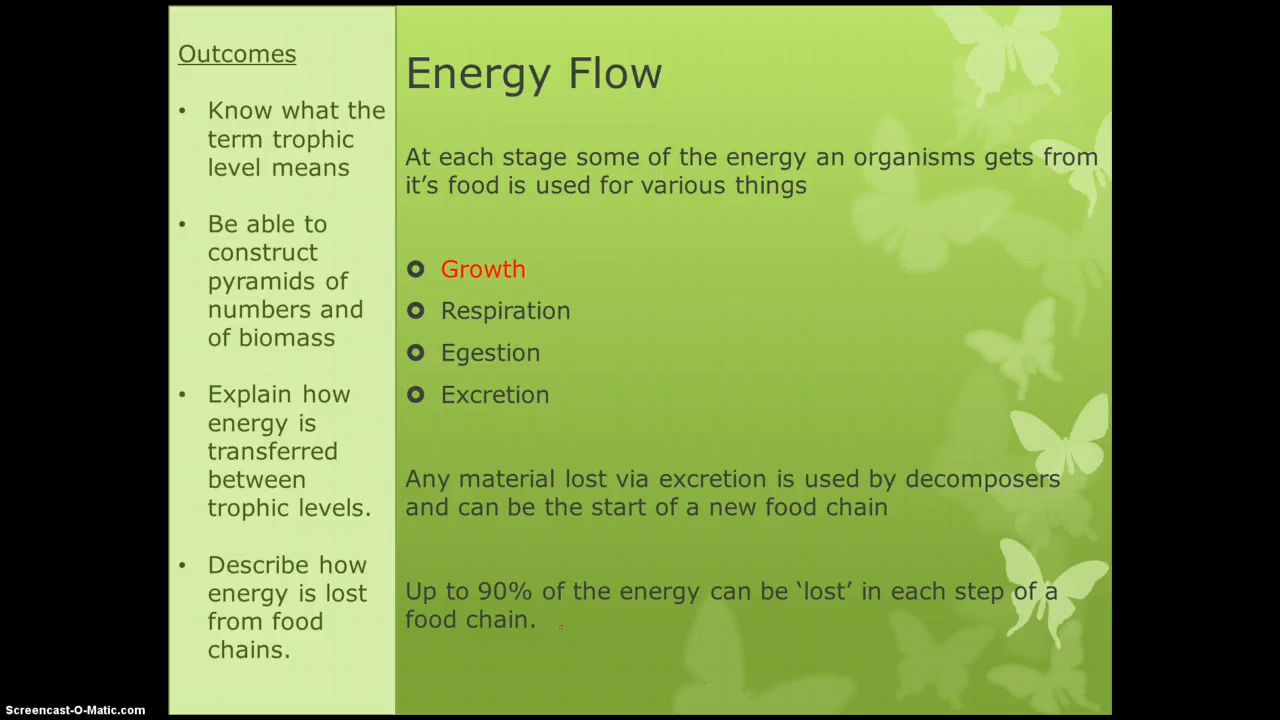 Outcomes
• Know what the
term trophic
level means
• Be able to
construct
pyramids of
numbers and
of biomass
• Explain how
energy is
transferred
between
trophic levels.
• Describe how
energy is lost
from food
chains.
Energy Flow
At each stage some of the energy an organisms gets from
it’s food is used for various things
Growth
Respiration
Egestion
Excretion
Any material lost via excretion is used by decomposers
and can be the start of a new food chain
Up to 90% of the energy can be ‘lost’ in each step of a
food chain.
Screencast-O-Matic.com